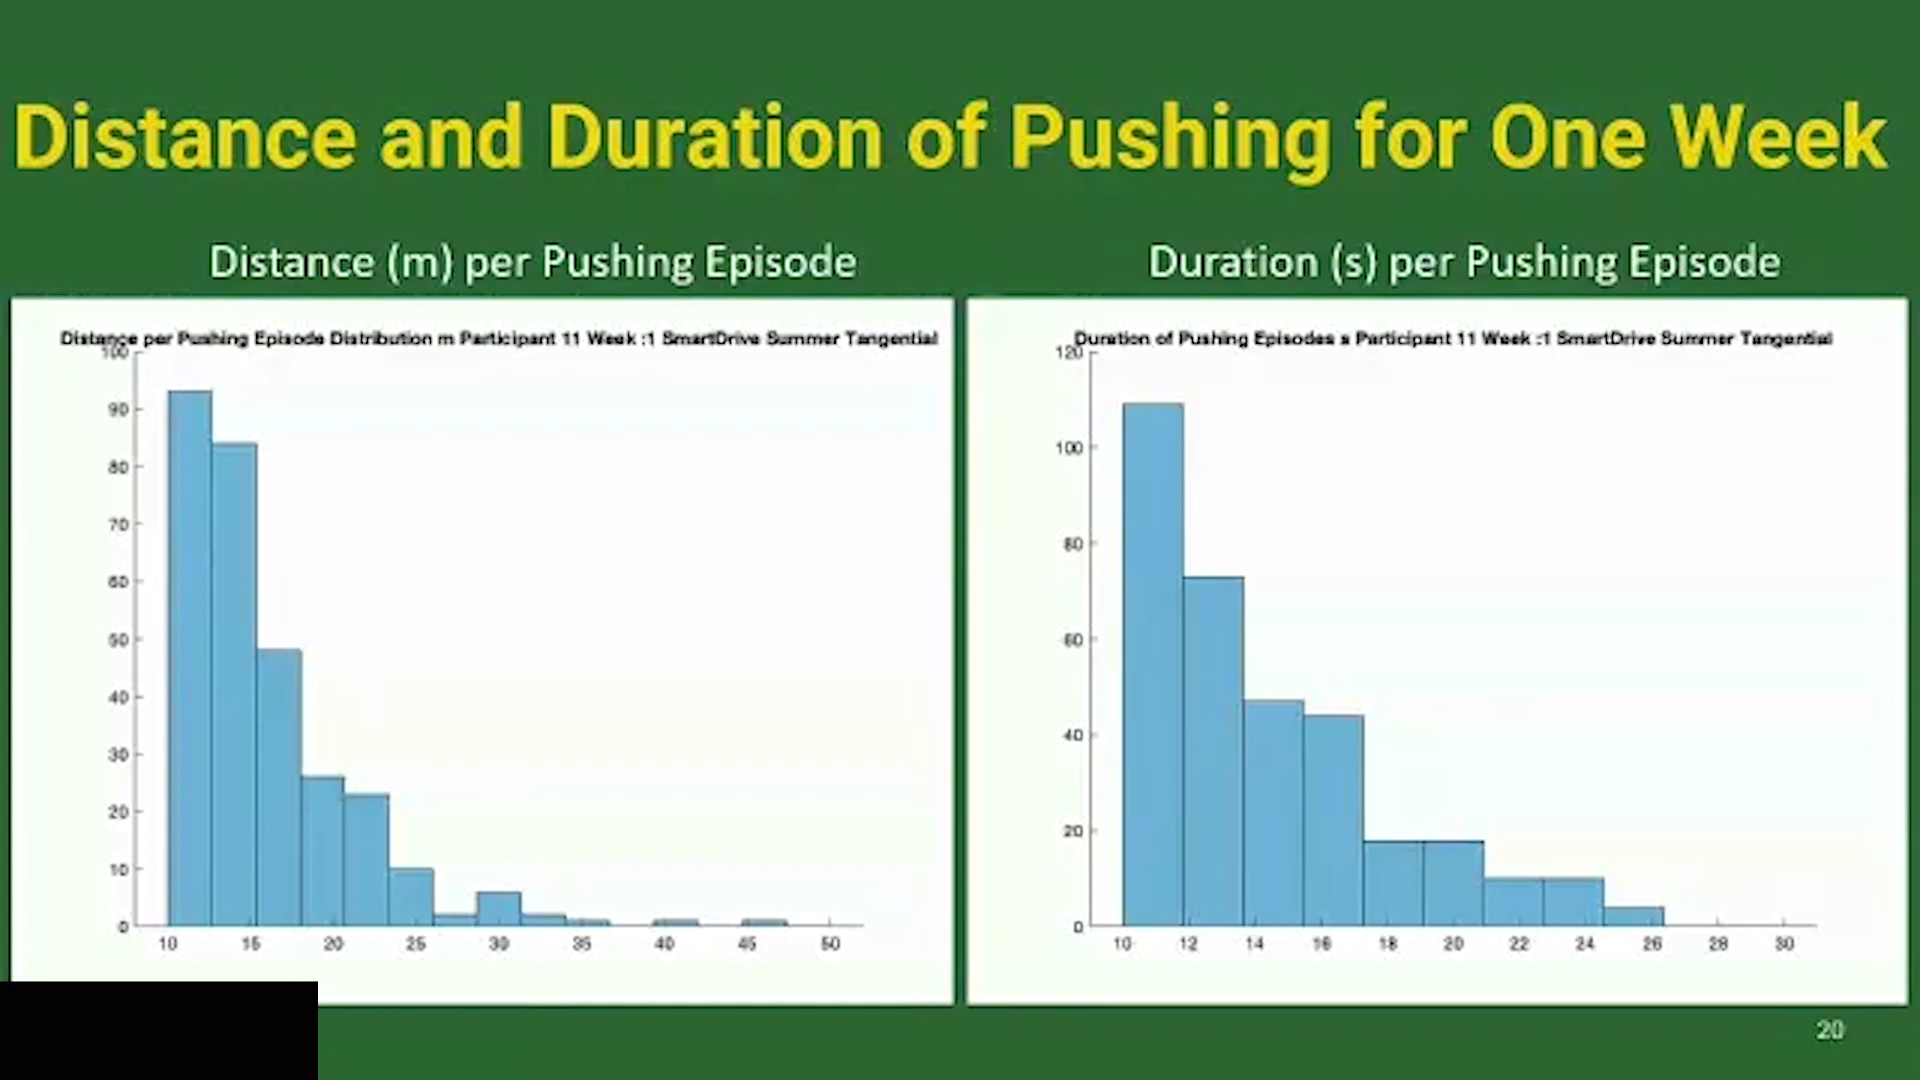 Distance and Duration of Pushing for One Week
Distance (m) per Pushing Episode
Duration (s) per Pushing Episode
Distance per Pushing Episode Distribution m Participant 11 Week :1 SmartDrive Summer Tangential
100
90
80
70
60
50
40
30
20
10
0
10 15 20 25 30 35 40 45 50
Duration of Pushing Episodes s Participant 11 Week :1 SmartDrive Summer Tangential
120
100
80
60
40
20
0
10 12 14 16 18 20 22 24 26 28 30
20